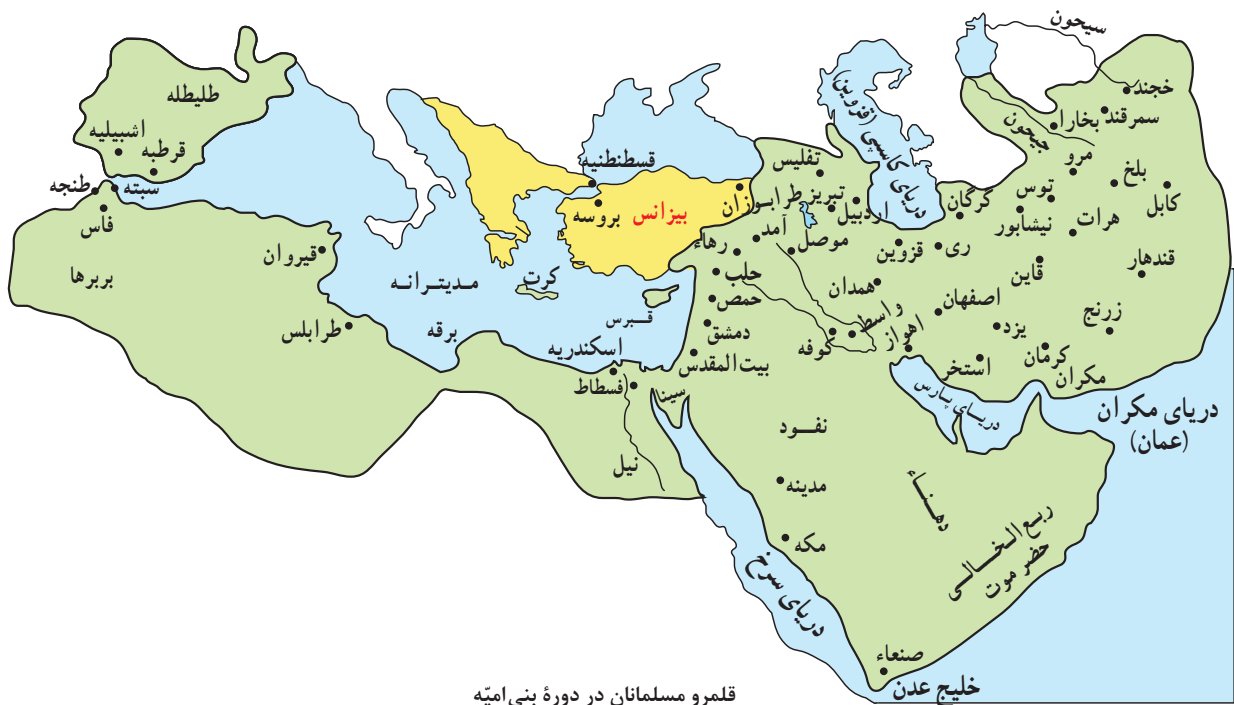 سیحون
خجند
سمرقند
بخارا
جیحون
مرو
بلخ
کابل
توس
نیشابور
هرات
گرگان
دریای کاسپی (قزوین)
تفلیس
تبریز
اردبیل
طرابوزان
آمد
موصل
رهاء
قزوین
ری
قاین
قندهار
همدان
اصفهان
واسط
کوفه
اهواز
یزد
زرنج
کرمان
استخر
مکران
دریای پارس
دریای مکران
(عمان)
قسطنطنیه
بیزانس
بروسه
حلب
حمص
دمشق
بیت‌المقدس
قبرس
کرت
مدیترانه
اسکندریه
فسطاط
سینا
نیل
برقه
طرابلس
قیروان
طلیطله
اشبیلیه
قرطبه
سبته
طنجه
فاس
بربرها
نفود
مدینه
مکه
دهناء
ربع‌الخالی
حضرموت
دریای سرخ
صنعاء
خلیج عدن
قلمرو مسلمانان در دورهٔ بنی‌امیّه